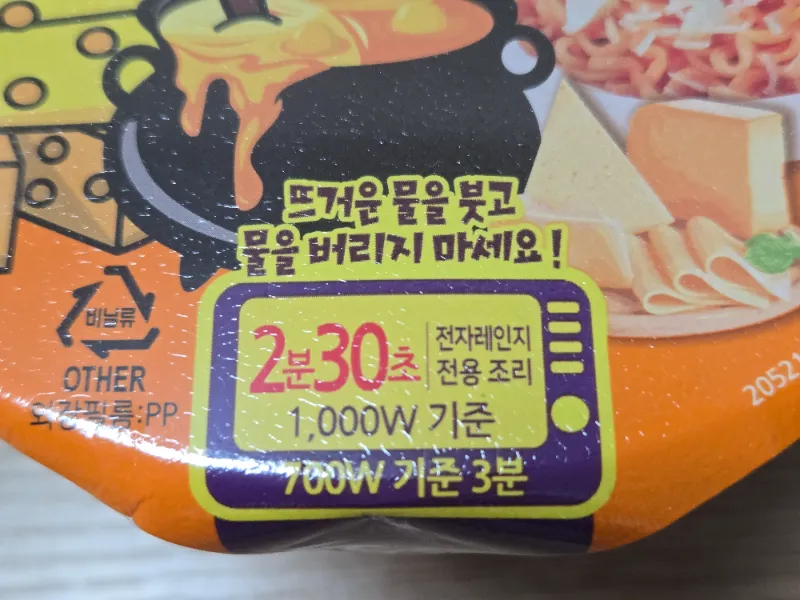 뜨거운 물을 붓고
물을 버리지 마세요!
2분30초
전자레인지
전용 조리
1,000W 기준
700W 기준 3분
비닐류
OTHER
외장필름:PP
20521